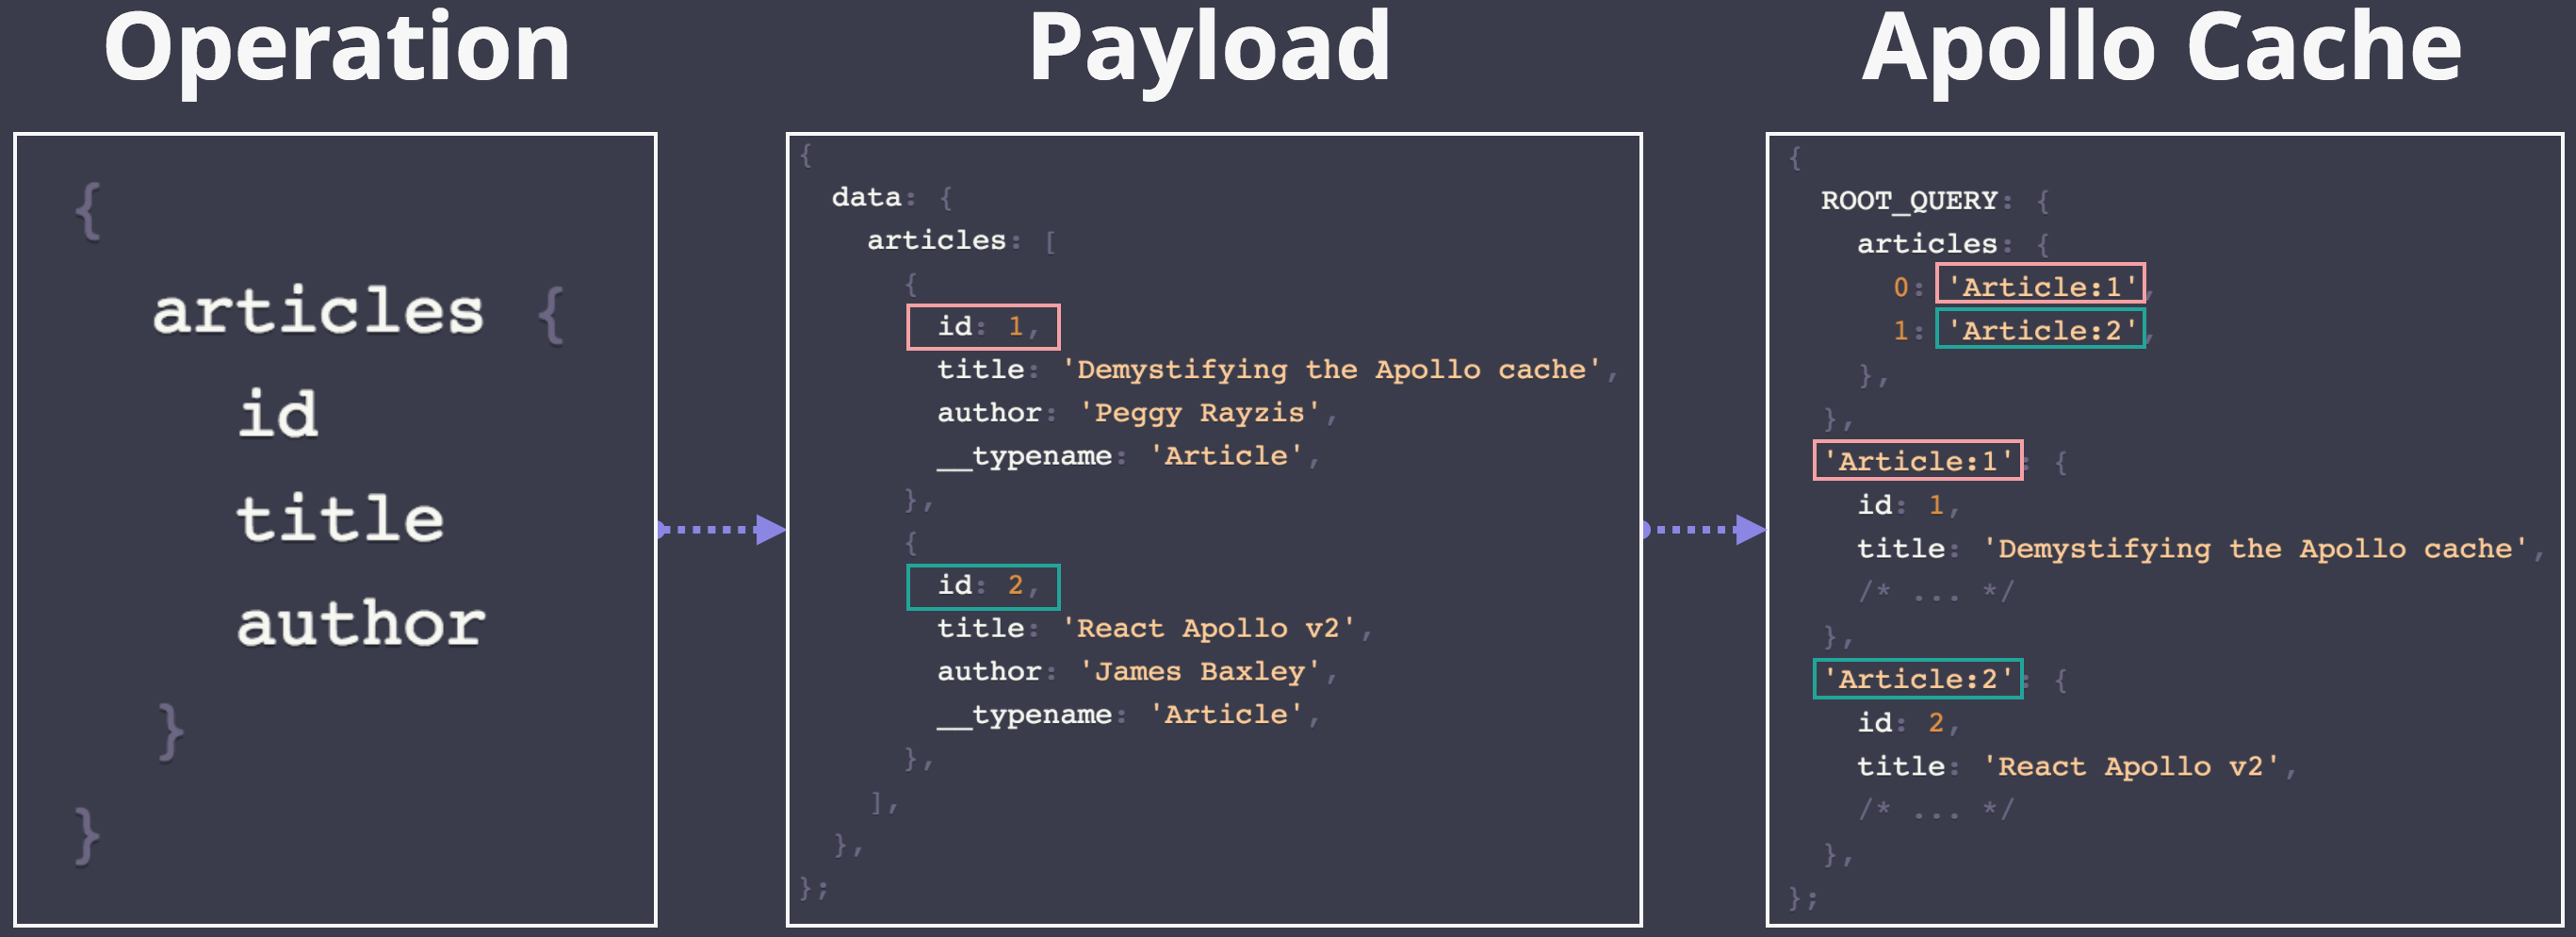 Operation
{
articles {
id
title
author
}
}
Payload
{
data: {
articles: [
{
id: 1,
title: 'Demystifying the Apollo cache',
author: 'Peggy Rayzis',
__typename: 'Article',
},
{
id: 2,
title: 'React Apollo v2',
author: 'James Baxley',
__typename: 'Article',
},
],
},
};
Apollo Cache
{
ROOT_QUERY: {
articles: {
0: 'Article:1',
1: 'Article:2',
},
},
'Article:1': {
id: 1,
title: 'Demystifying the Apollo cache',
/* ... */
},
'Article:2': {
id: 2,
title: 'React Apollo v2',
/* ... */
},
};